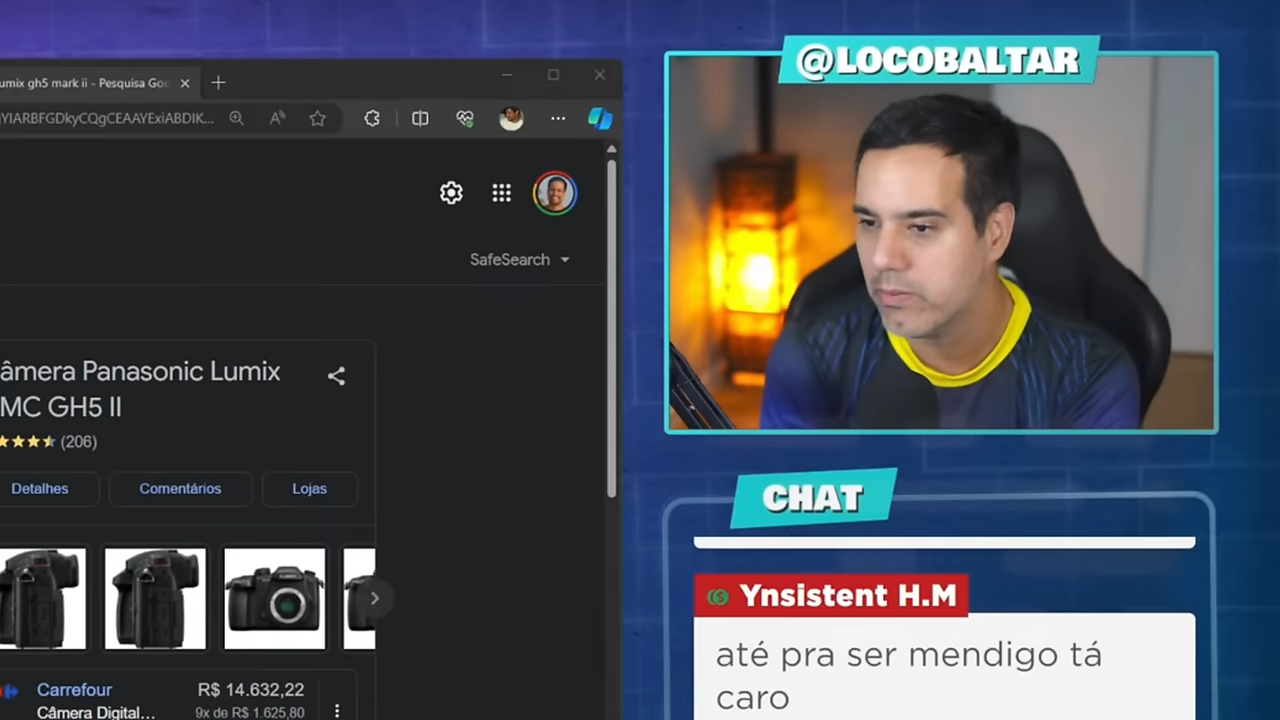 @LOCOBALTAR
umix gh5 mark ii - Pesquisa Goo
YIARBFGDkyCQgCEAAYExiABDIK...
SafeSearch
âmera Panasonic Lumix
MC GH5 II
(206)
Detalhes
Comentários
Lojas
Carrefour
R$ 14.632,22
Câmera Digital...
9x de R$ 1.625,80
CHAT
Ynsistent H.M
até pra ser mendigo tá
caro